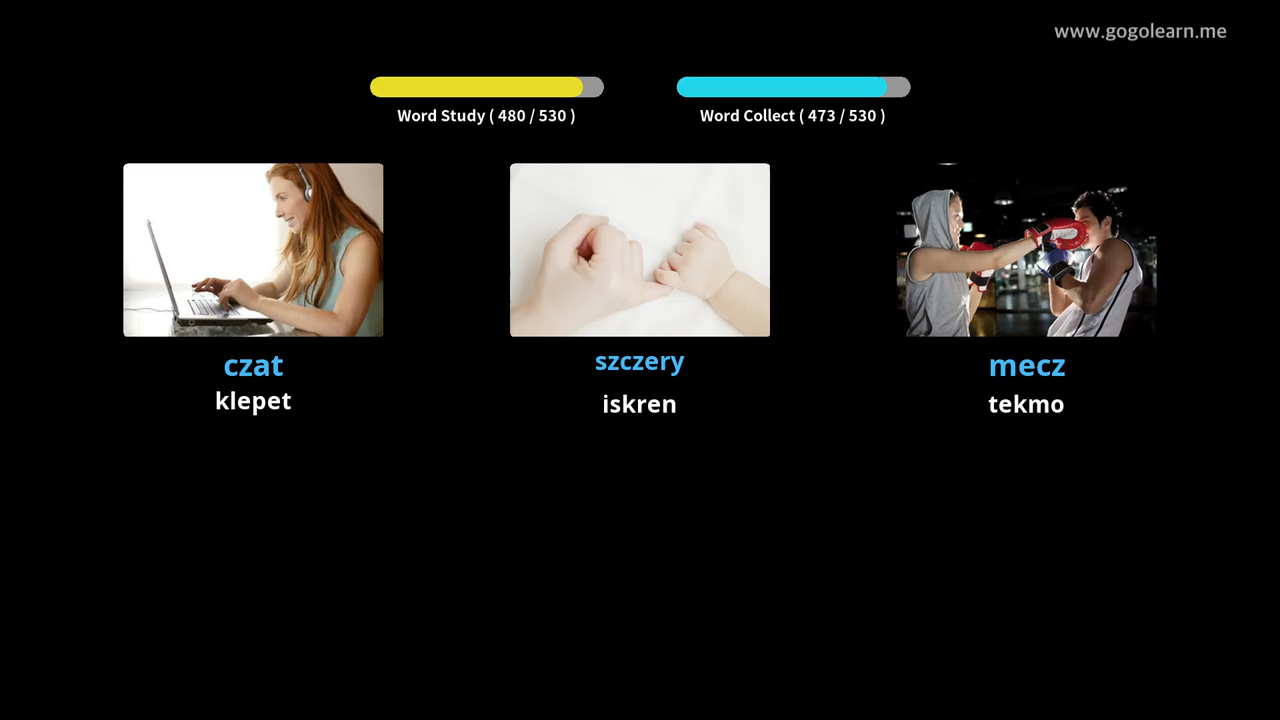 www.gogolearn.me
Word Study ( 480 / 530 )
Word Collect ( 473 / 530 )
czat
klepet
szczery
iskren
mecz
tekmo